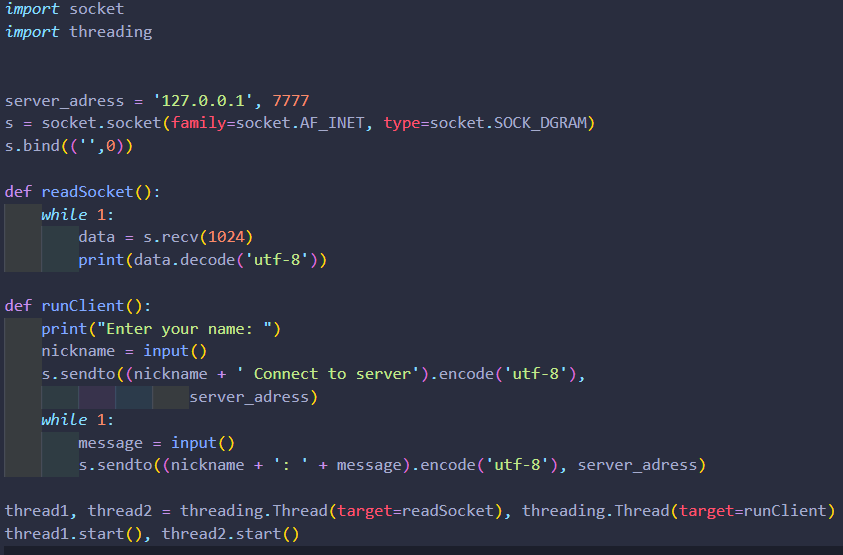 import socket
import threading
server_adress = '127.0.0.1', 7777
s = socket.socket(family=socket.AF_INET, type=socket.SOCK_DGRAM)
s.bind(('',0))
def readSocket():
    while 1:
        data = s.recv(1024)
        print(data.decode('utf-8'))
def runClient():
    print("Enter your name: ")
    nickname = input()
    s.sendto((nickname + ' Connect to server').encode('utf-8'),
                    server_adress)
    while 1:
        message = input()
        s.sendto((nickname + ': ' + message).encode('utf-8'), server_adress)
thread1, thread2 = threading.Thread(target=readSocket), threading.Thread(target=runClient)
thread1.start(), thread2.start()